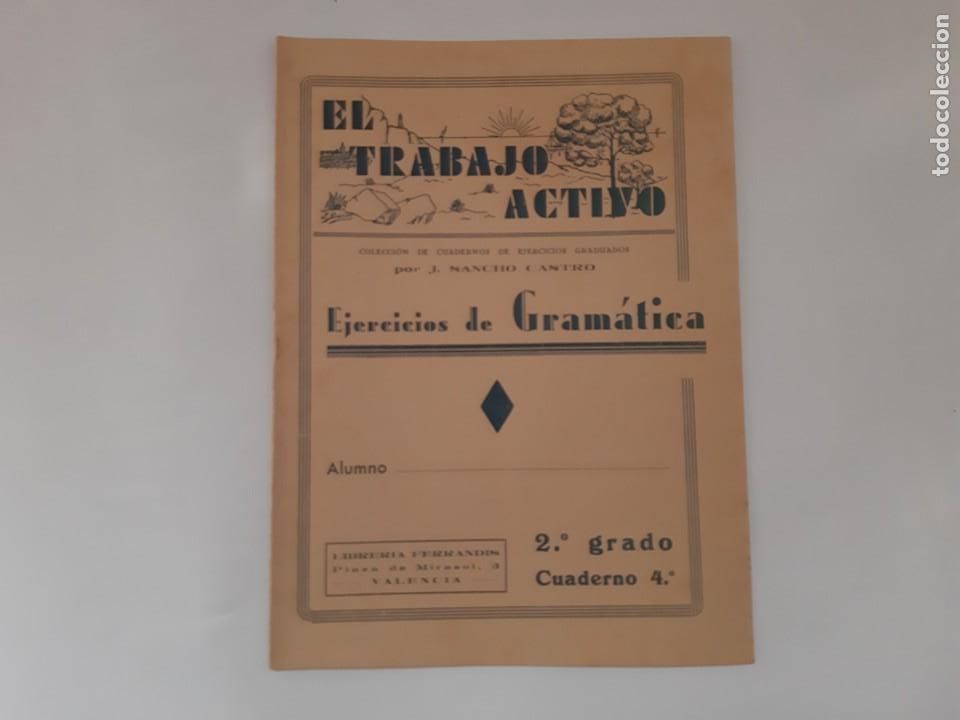 EL
TRABAJO
ACTIVO
COLECCIÓN DE CUADERNOS DE EJERCICIOS GRADUADOS
por J. SANCHO CASTRO
Ejercicios de Gramática
Alumno
2.º grado
Cuaderno 4.º
LIBRERIA FERRANDIS
Plaza de Mirasol, 3
VALENCIA
todocoleccion